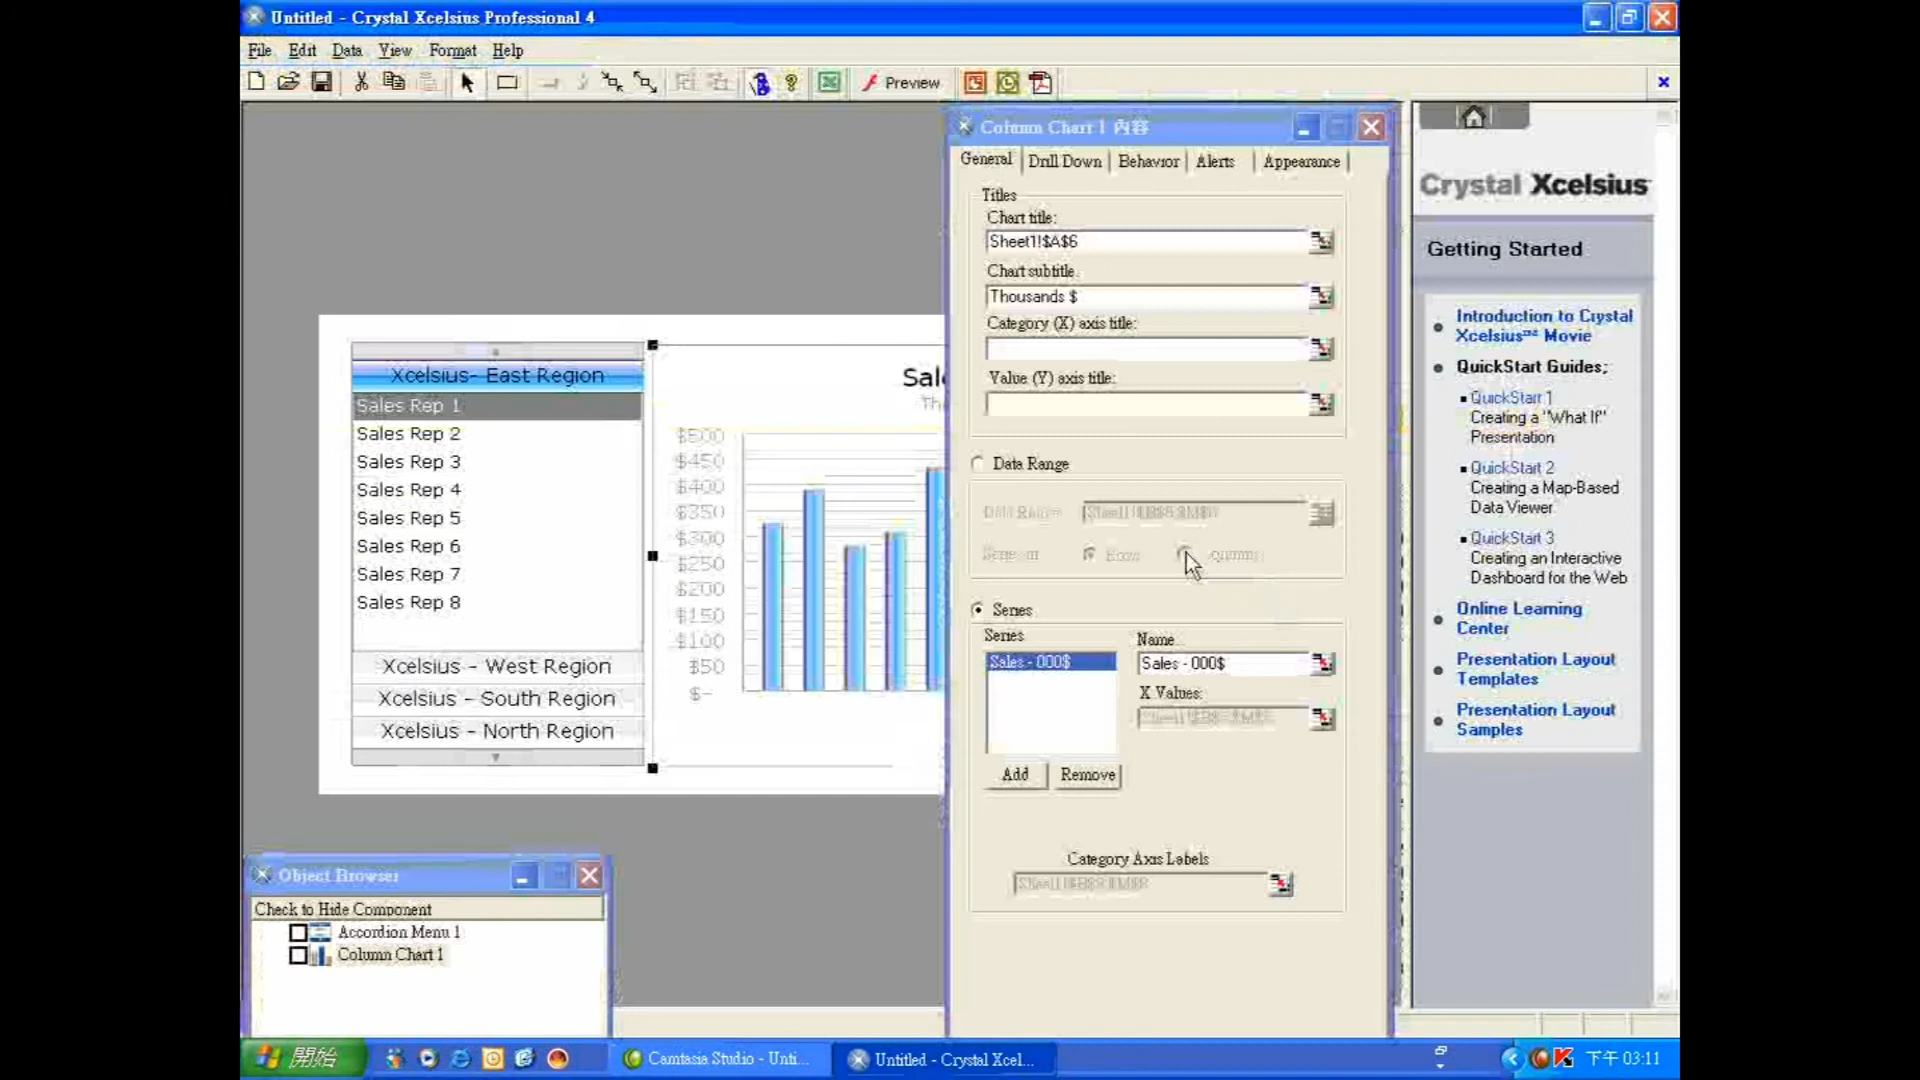 Untitled - Crystal Xcelsius Professional 4
File Edit Data View Format Help
Preview
Column Chart 1 內容
General Drill Down Behavior Alerts Appearance
Titles
Chart title:
Sheet1!$A$6
Chart subtitle
Thousands $
Category (X) axis title:
Value (Y) axis title:
Data Range
Data Range
Series in Rows
Series
Series
Sales - 000$
Name
Sales - 000$
X Values:
Add Remove
Category Axis Labels
Crystal Xcelsius
Getting Started
Introduction to Crystal
Xcelsius™ Movie
QuickStart Guides;
QuickStart 1
Creating a "What If"
Presentation
QuickStart 2
Creating a Map-Based
Data Viewer
QuickStart 3
Creating an Interactive
Dashboard for the Web
Online Learning
Center
Presentation Layout
Templates
Presentation Layout
Samples
Xcelsius- East Region
Sales Rep 1
Sales Rep 2
Sales Rep 3
Sales Rep 4
Sales Rep 5
Sales Rep 6
Sales Rep 7
Sales Rep 8
Xcelsius - West Region
Xcelsius - South Region
Xcelsius - North Region
$500
$450
$400
$350
$300
$250
$200
$150
$100
$50
$-
Object Browser
Check to Hide Component
Accordion Menu 1
Column Chart 1
開始
Camtasia Studio - Unti...
Untitled - Crystal Xcel...
下午 03:11